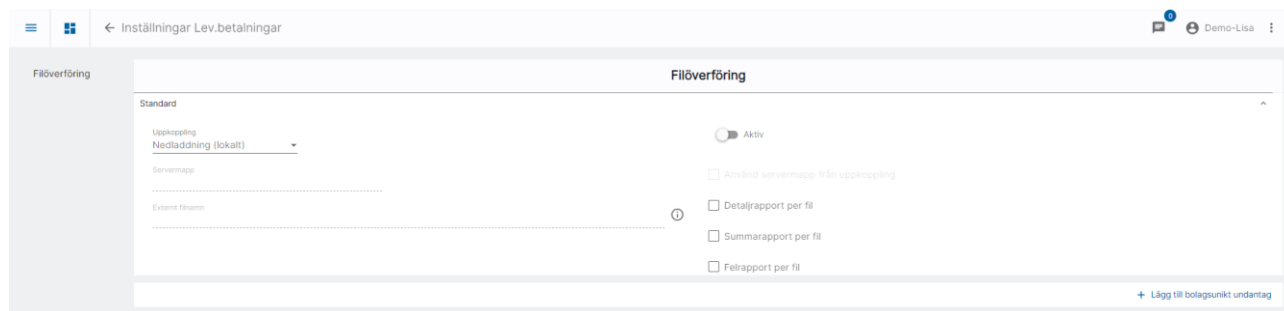 Inställningar Lev.betalningar
0
Demo-Lisa
Filöverföring
Filöverföring
Standard
Uppkoppling
Nedladdning (lokalt)
Aktiv
Servermapp
Använd servermapp från uppkoppling
Externt filnamn
Detaljrapport per fil
Summarapport per fil
Felrapport per fil
+ Lägg till bolagsunikt undantag